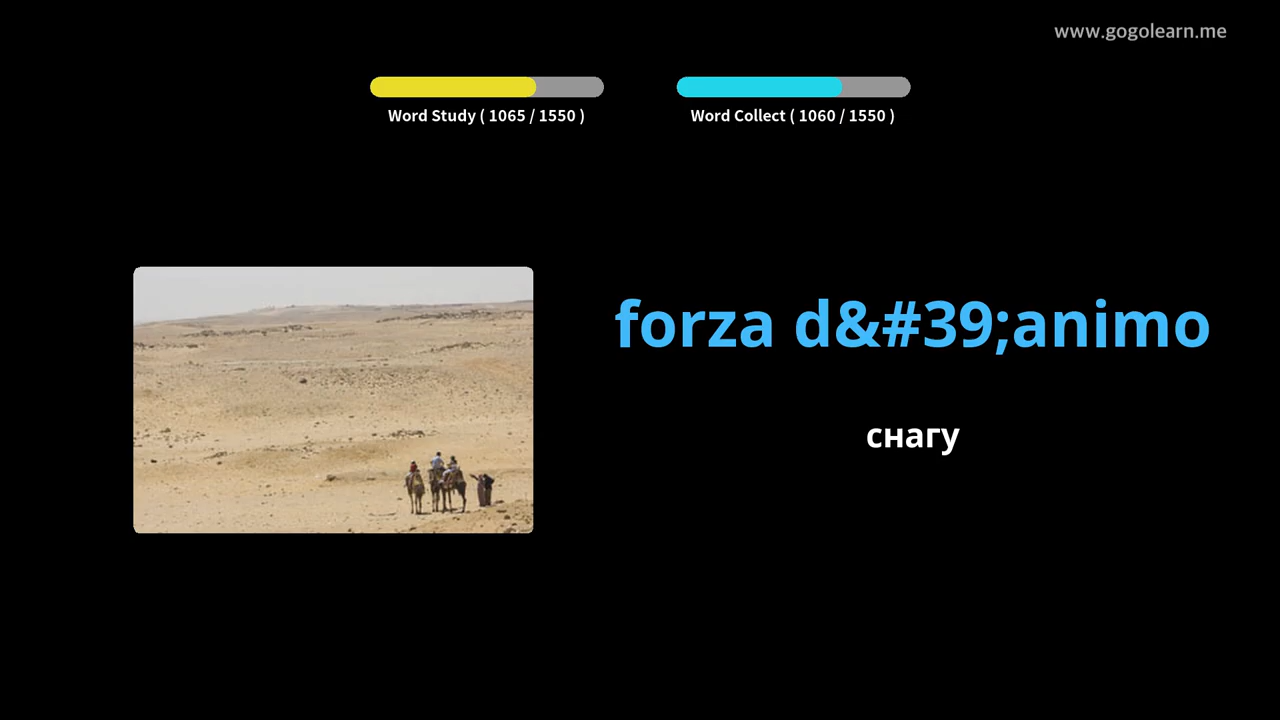 www.gogolearn.me
Word Study ( 1065 / 1550 )
Word Collect ( 1060 / 1550 )
forza d&#39;animo
снагу